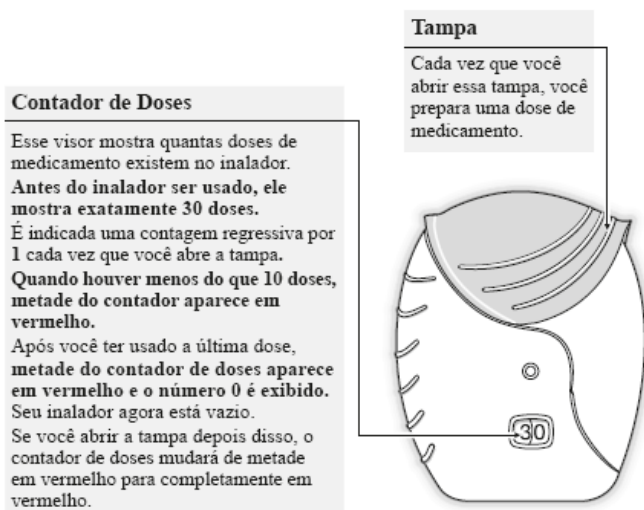 Tampa
Cada vez que você
abrir essa tampa, você
prepara uma dose de
medicamento.
Contador de Doses
Esse visor mostra quantas doses de
medicamento existem no inalador.
Antes do inalador ser usado, ele
mostra exatamente 30 doses.
É indicada uma contagem regressiva por
1 cada vez que você abre a tampa.
Quando houver menos do que 10 doses,
metade do contador aparece em
vermelho.
Após você ter usado a última dose,
metade do contador de doses aparece
em vermelho e o número 0 é exibido.
Seu inalador agora está vazio.
Se você abrir a tampa depois disso, o
contador de doses mudará de metade
em vermelho para completamente em
vermelho.
30